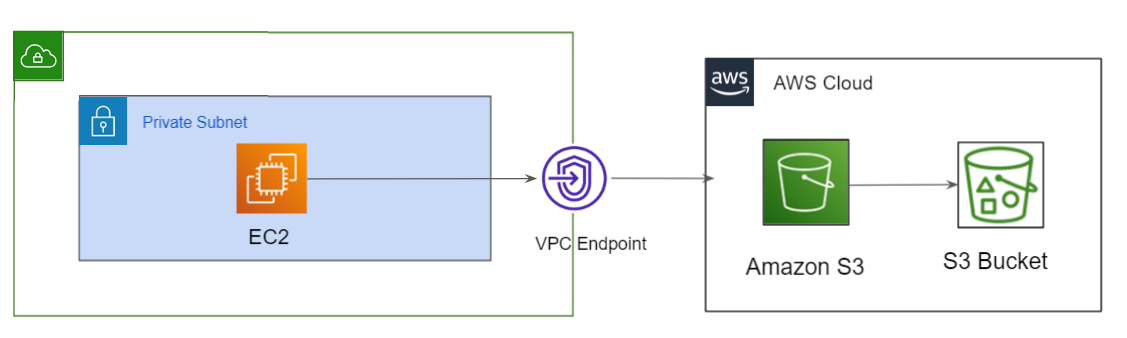 Private Subnet
EC2
VPC Endpoint
aws
AWS Cloud
Amazon S3
S3 Bucket